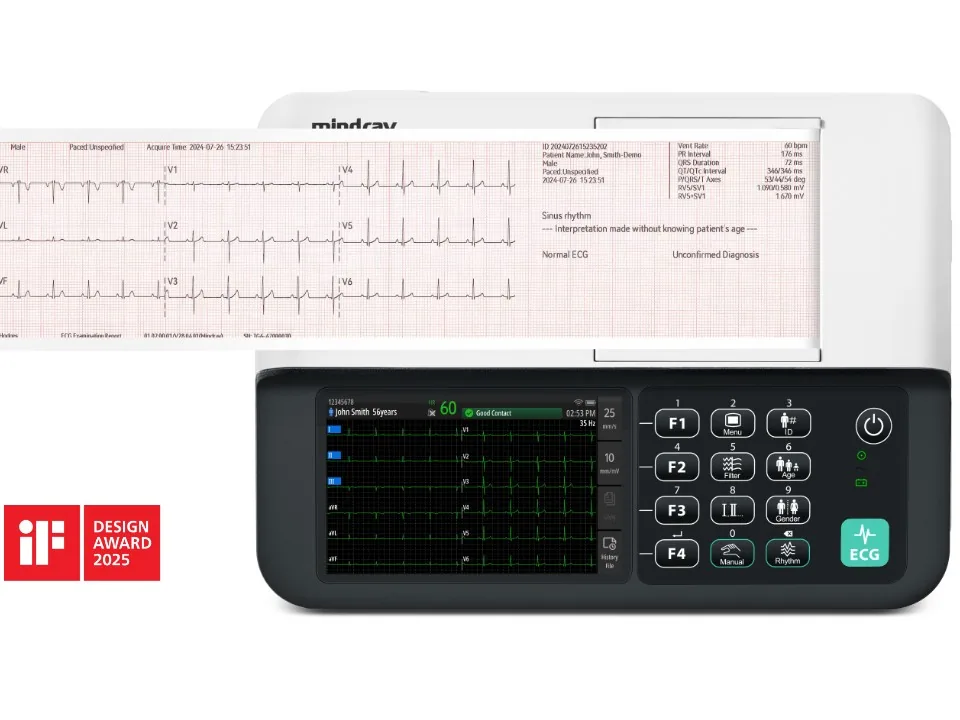 mindray
Male Paced Unspecified Acquire Time 2024-07-26 15:23:51
VR V1 V4
VL V2 V5
VF V3 V6
ECG Examination Report
ID 2024072615235202
Patient Name:John, Smith-Demo
Male
Paced:Unspecified
2024-07-26 15:23:51
Vent Rate 60 bpm
PR Interval 176 ms
QRS Duration 72 ms
QT/QTc Interval 346/346 ms
P/QRS/T Axes 53/44/54 deg
RV5/SV1 1.090/0.580 mV
RV5+SV1 1.670 mV
Sinus rhythm
--- Interpretation made without knowing patient's age ---
Normal ECG Unconfirmed Diagnosis
12345678
John Smith 56years 60 Good Contact 02:53 PM
35 Hz
I V1
II V2
III V3
aVR V4
aVL V5
aVF V6
25
mm/s
10
mm/mV
History
File
1 2 3
F1 Menu # ID
4 5 6
F2 Filter Age
7 8 9
F3 I.II... Gender
0
F4 Manual Rhythm
ECG
iF
DESIGN
AWARD
2025